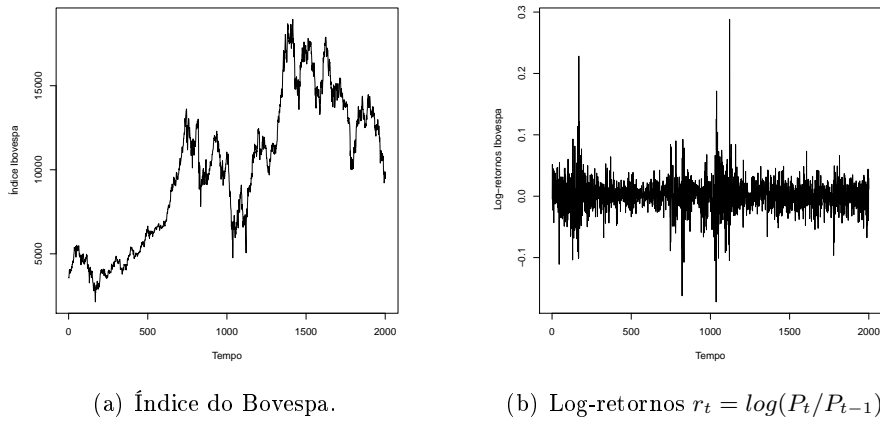 Índice Ibovespa
15000
10000
5000
0 500 1000 1500 2000
Tempo
(a) Índice do Bovespa.
Log−retornos Ibovespa
0.3
0.2
0.1
0.0
−0.1
0 500 1000 1500 2000
Tempo
(b) Log-retornos r_t = log(P_t/P_{t−1})